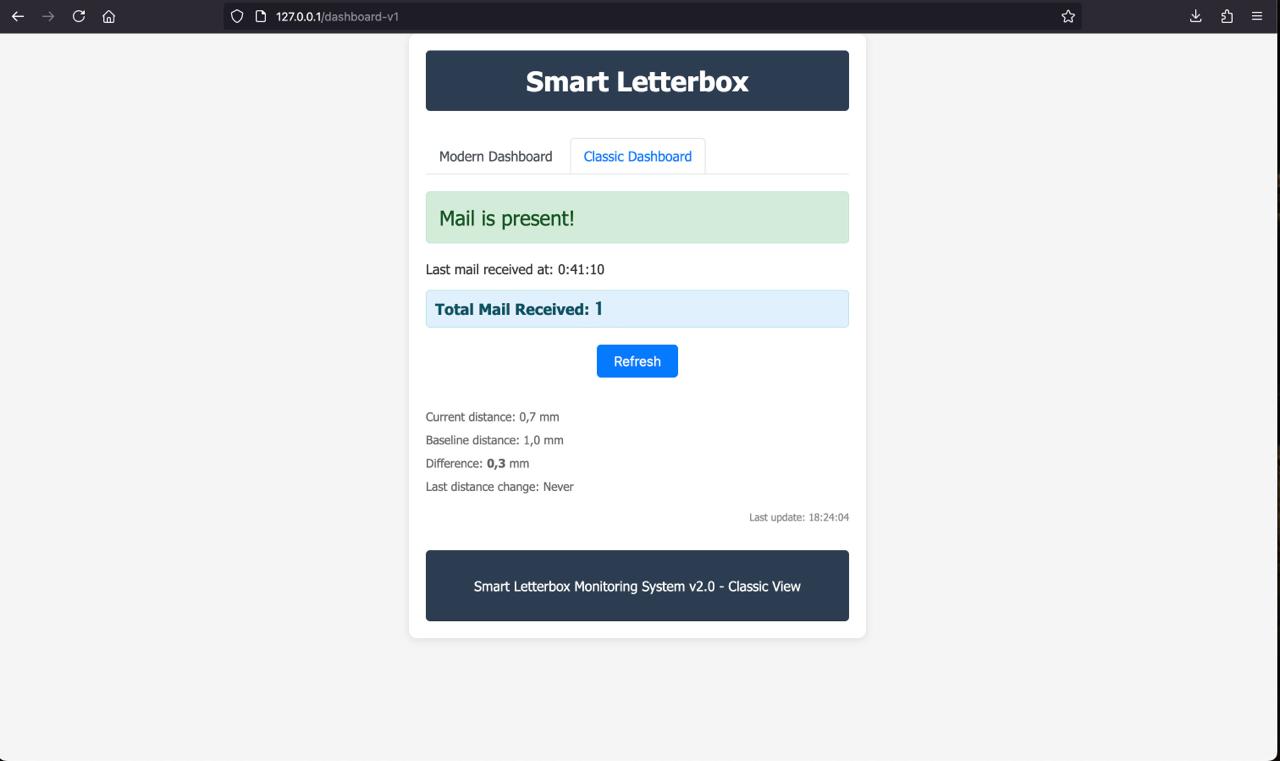 127.0.0.1/dashboard-v1
Smart Letterbox
Modern Dashboard Classic Dashboard
Mail is present!
Last mail received at: 0:41:10
Total Mail Received: 1
Refresh
Current distance: 0,7 mm
Baseline distance: 1,0 mm
Difference: 0,3 mm
Last distance change: Never
Last update: 18:24:04
Smart Letterbox Monitoring System v2.0 - Classic View